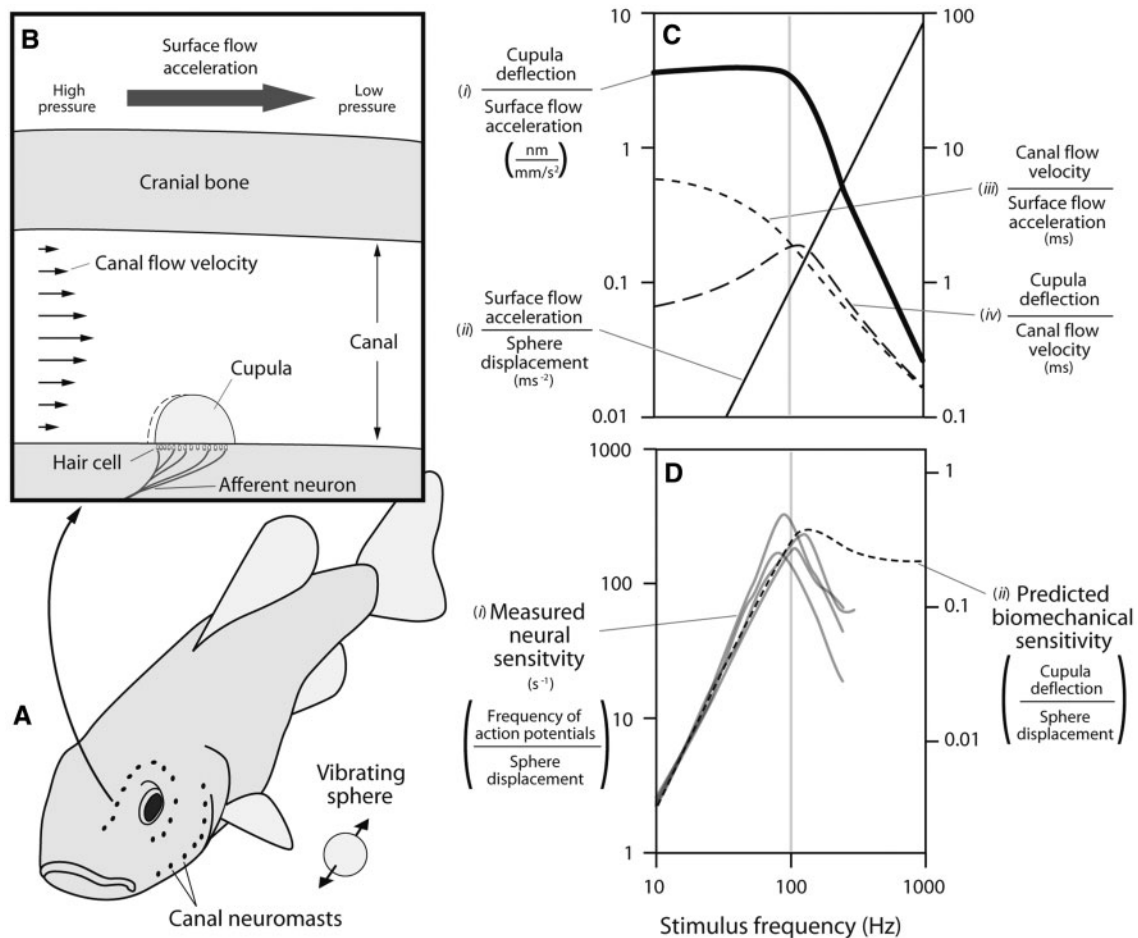 B
Surface flow
acceleration
High
pressure
Low
pressure
Cranial bone
Canal flow velocity
Canal
Cupula
Hair cell
Afferent neuron
A
Vibrating
sphere
Canal neuromasts
C
10
1
0.1
0.01
100
10
1
0.1
Cupula
deflection
(i)
Surface flow
acceleration
(nm
mm/s²)
Surface flow
acceleration
(ii)
Sphere
displacement
(ms⁻²)
Canal flow
velocity
(iii)
Surface flow
acceleration
(ms)
Cupula
deflection
(iv)
Canal flow
velocity
(ms)
D
1000
100
10
1
1
0.1
0.01
(i) Measured
neural
sensitvity
(s⁻¹)
(Frequency of
action potentials
Sphere
displacement)
(ii) Predicted
biomechanical
sensitivity
(Cupula
deflection
Sphere
displacement)
10
100
1000
Stimulus frequency (Hz)